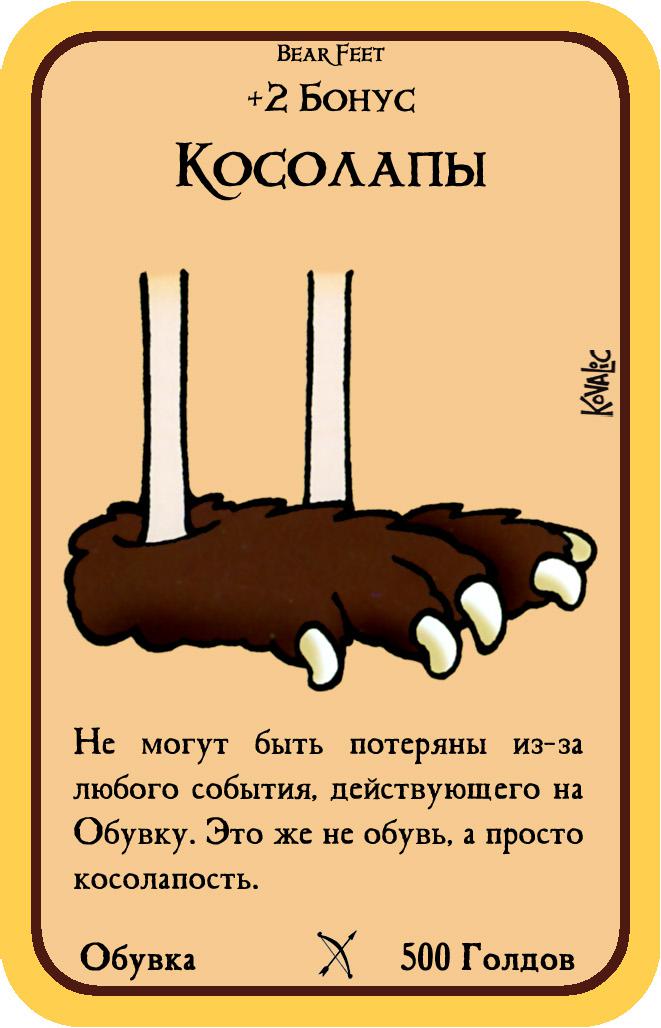 Bear Feet
+2 Бонус
Косолапы
Kovalic
Не могут быть потеряны из-за
любого события, действующего на
Обувку. Это же не обувь, а просто
косолапость.
Обувка 500 Голдов